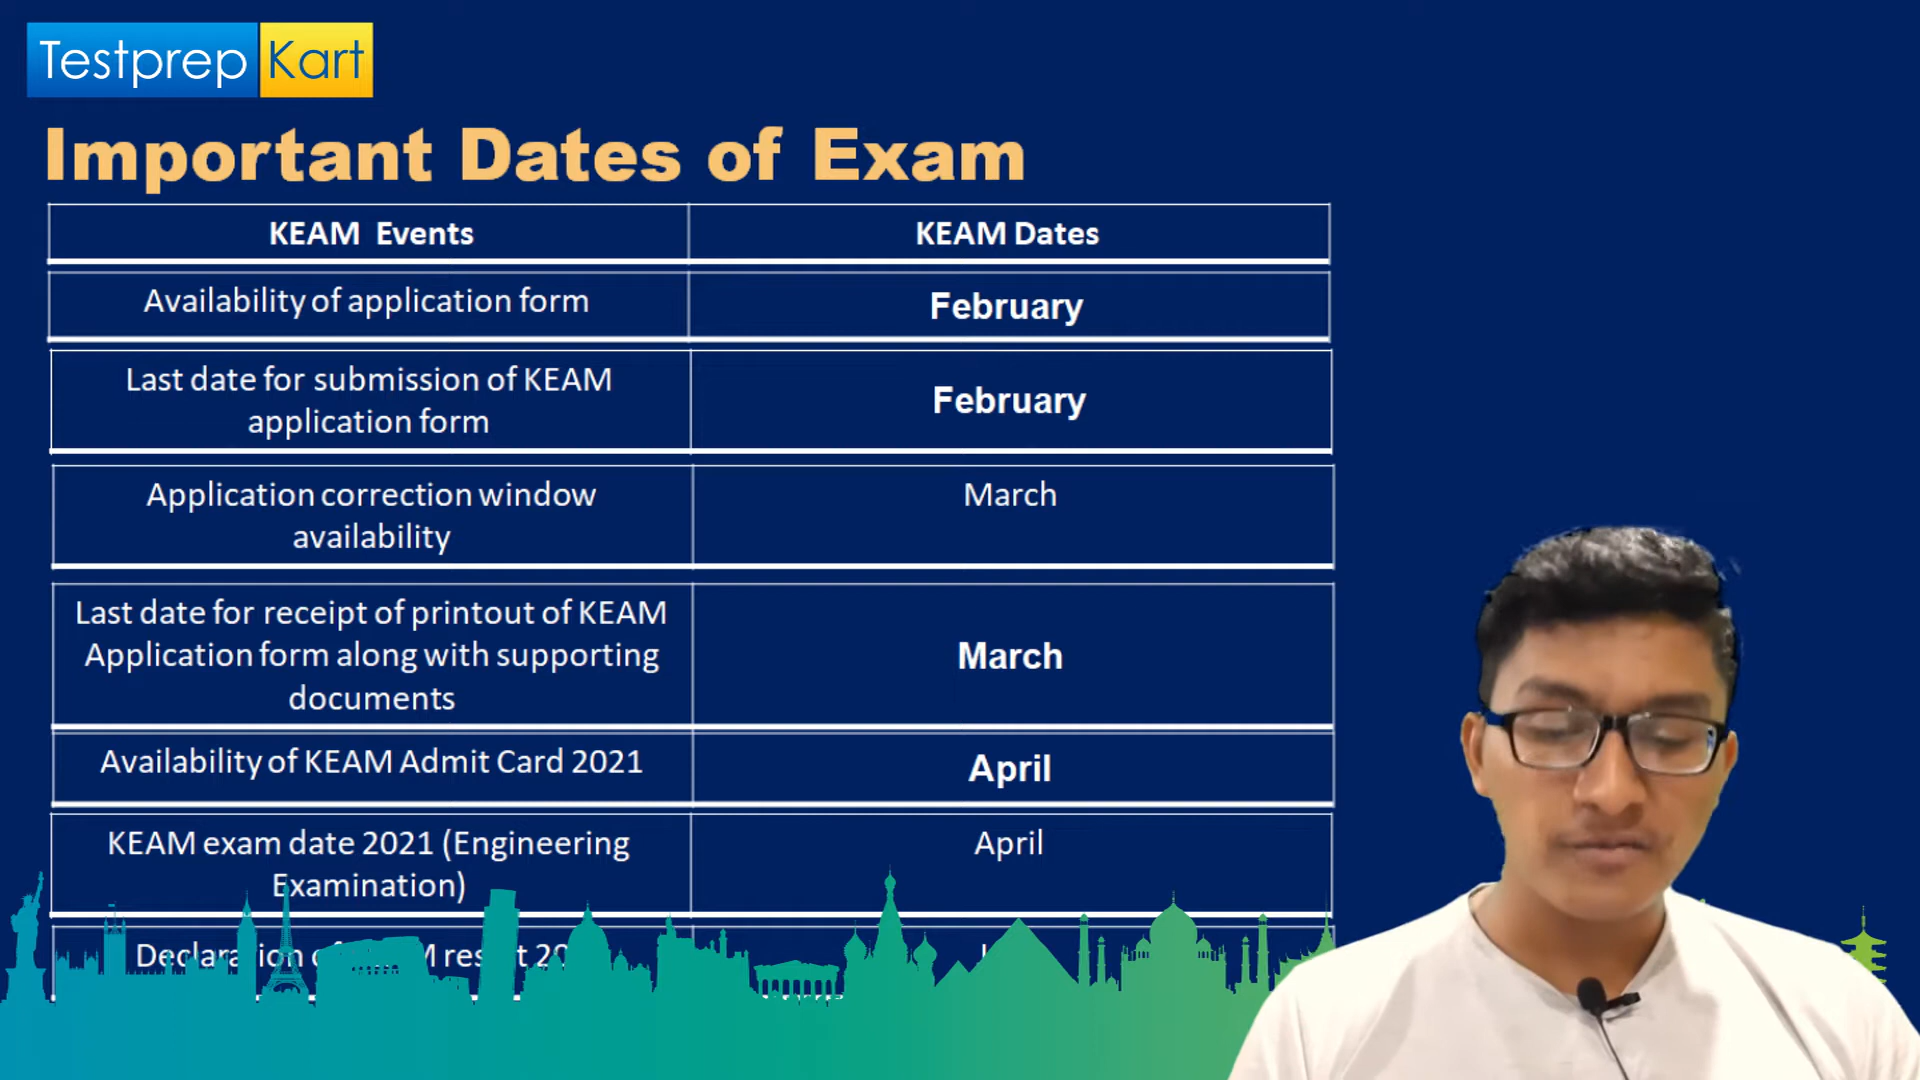 Testprep Kart
Important Dates of Exam
KEAM Events KEAM Dates
Availability of application form February
Last date for submission of KEAM
application form
February
Application correction window
availability
March
Last date for receipt of printout of KEAM
Application form along with supporting
documents
March
Availability of KEAM Admit Card 2021 April
KEAM exam date 2021 (Engineering
Examination)
April